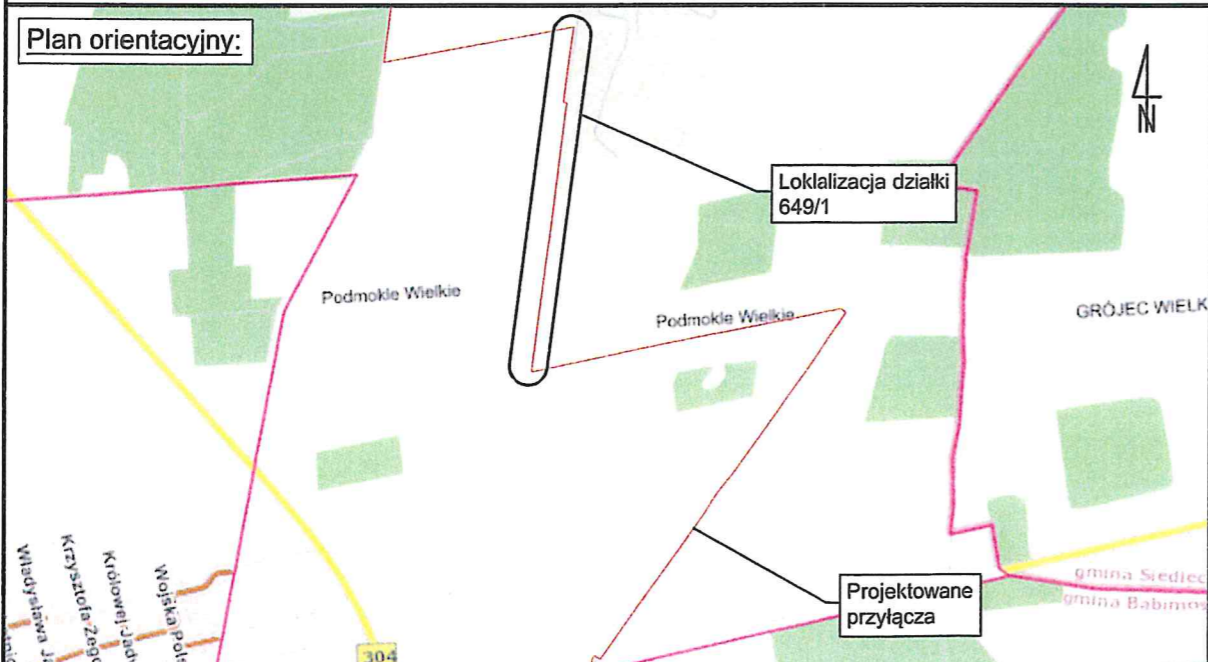 Plan orientacyjny:
N
Loklalizacja działki
649/1
Podmokle Wielkie
Podmokle Wielkie
GRÓJEC WIELK
Władysława Ja
Krzysztofa Żego
Królowej Jadw
Wojska Pols
Projektowane
przyłącza
gmina Siedlec
gmina Babimos
304